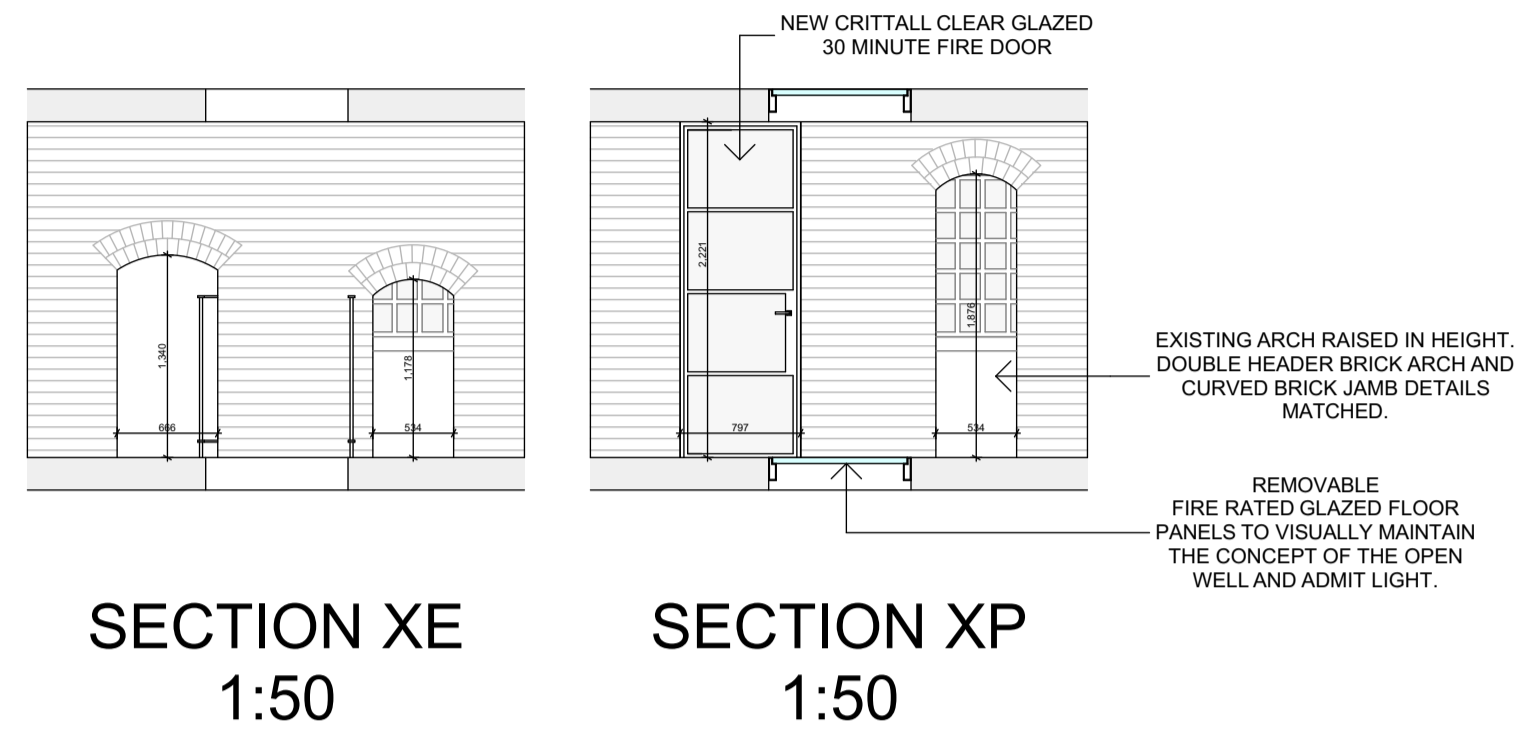 NEW CRITTALL CLEAR GLAZED
30 MINUTE FIRE DOOR
1,340
666
1,178
534
2,221
797
1,876
534
EXISTING ARCH RAISED IN HEIGHT.
DOUBLE HEADER BRICK ARCH AND
CURVED BRICK JAMB DETAILS
MATCHED.
REMOVABLE
FIRE RATED GLAZED FLOOR
PANELS TO VISUALLY MAINTAIN
THE CONCEPT OF THE OPEN
WELL AND ADMIT LIGHT.
SECTION XE
1:50
SECTION XP
1:50